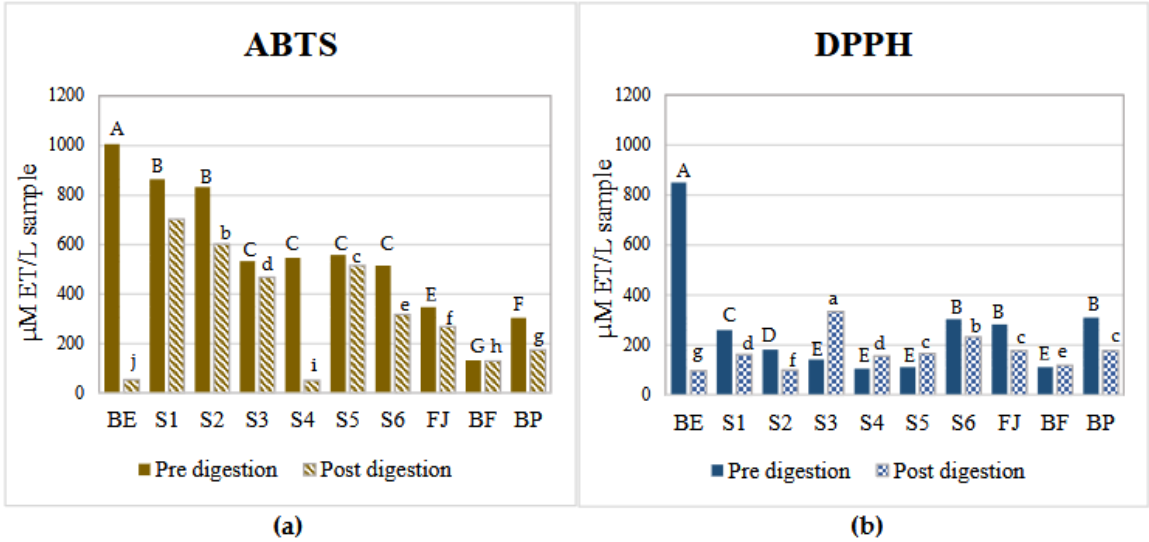 ABTS
1200
1000
800
600
400
200
0
µM ET/L sample
A
B
B
b
C
d
C
i
C
c
C
e
E
f
G
h
F
g
j
BE S1 S2 S3 S4 S5 S6 FJ BF BP
Pre digestion Post digestion
(a)
DPPH
1200
1000
800
600
400
200
0
µM ET/L sample
A
g
C
d
D
f
E
a
E
d
E
c
B
b
B
c
E
e
B
c
BE S1 S2 S3 S4 S5 S6 FJ BF BP
Pre digestion Post digestion
(b)